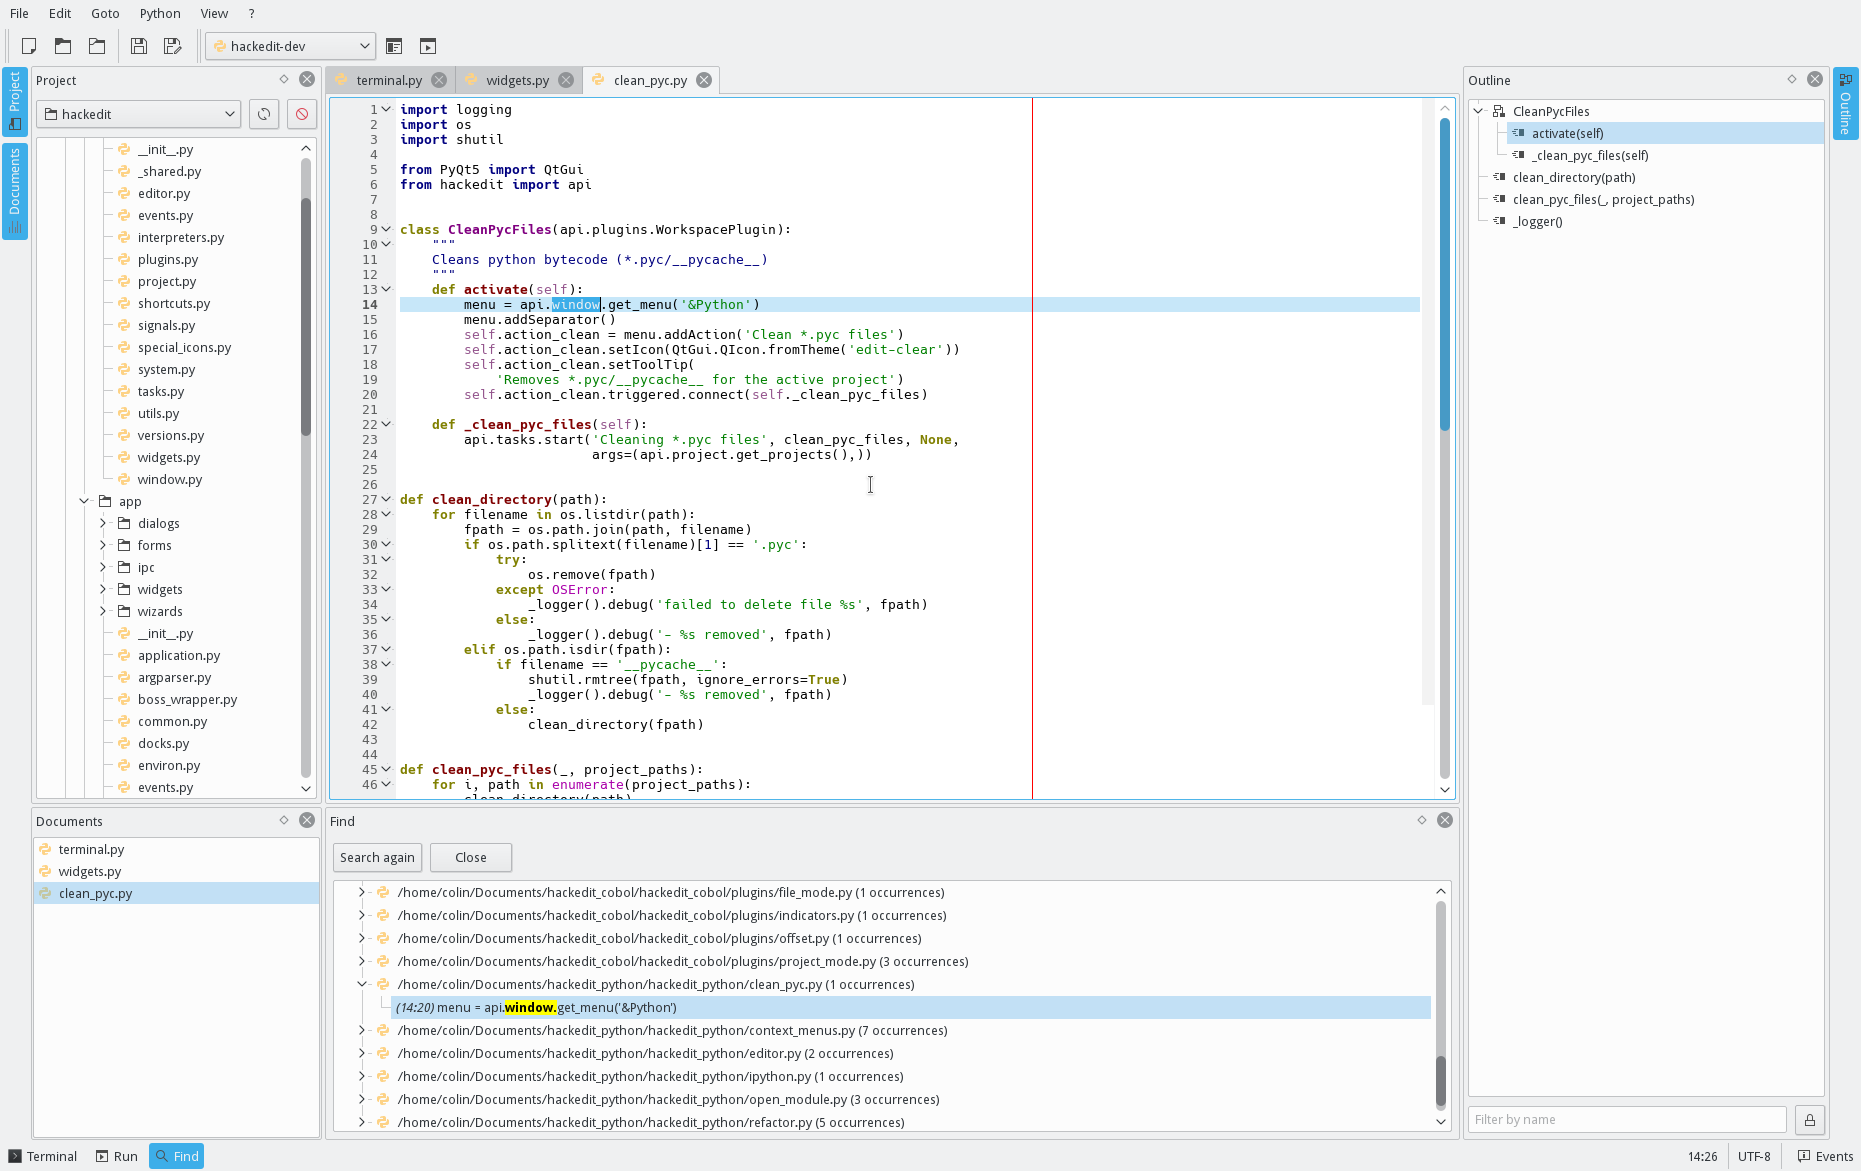 File Edit Goto Python View ?
hackedit-dev
Project
Documents
Project
hackedit
__init__.py
_shared.py
editor.py
events.py
interpreters.py
plugins.py
project.py
shortcuts.py
signals.py
special_icons.py
system.py
tasks.py
utils.py
versions.py
widgets.py
window.py
app
dialogs
forms
ipc
widgets
wizards
__init__.py
application.py
argparser.py
boss_wrapper.py
common.py
docks.py
environ.py
events.py
Documents
terminal.py
widgets.py
clean_pyc.py
terminal.py widgets.py clean_pyc.py
1 import logging
2 import os
3 import shutil
4
5 from PyQt5 import QtGui
6 from hackedit import api
7
8
9 class CleanPycFiles(api.plugins.WorkspacePlugin):
10     """
11     Cleans python bytecode (*.pyc/__pycache__)
12     """
13     def activate(self):
14         menu = api.window.get_menu('&Python')
15         menu.addSeparator()
16         self.action_clean = menu.addAction('Clean *.pyc files')
17         self.action_clean.setIcon(QtGui.QIcon.fromTheme('edit-clear'))
18         self.action_clean.setToolTip(
19             'Removes *.pyc/__pycache__ for the active project')
20         self.action_clean.triggered.connect(self._clean_pyc_files)
21
22     def _clean_pyc_files(self):
23         api.tasks.start('Cleaning *.pyc files', clean_pyc_files, None,
24                         args=(api.project.get_projects(),))
25
26
27 def clean_directory(path):
28     for filename in os.listdir(path):
29         fpath = os.path.join(path, filename)
30         if os.path.splitext(filename)[1] == '.pyc':
31             try:
32                 os.remove(fpath)
33             except OSError:
34                 _logger().debug('failed to delete file %s', fpath)
35             else:
36                 _logger().debug('- %s removed', fpath)
37         elif os.path.isdir(fpath):
38             if filename == '__pycache__':
39                 shutil.rmtree(fpath, ignore_errors=True)
40                 _logger().debug('- %s removed', fpath)
41             else:
42                 clean_directory(fpath)
43
44
45 def clean_pyc_files(_, project_paths):
46     for i, path in enumerate(project_paths):
        clean_directory(path)
Find
Search again Close
/home/colin/Documents/hackedit_cobol/hackedit_cobol/plugins/file_mode.py (1 occurrences)
/home/colin/Documents/hackedit_cobol/hackedit_cobol/plugins/indicators.py (1 occurrences)
/home/colin/Documents/hackedit_cobol/hackedit_cobol/plugins/offset.py (1 occurrences)
/home/colin/Documents/hackedit_cobol/hackedit_cobol/plugins/project_mode.py (3 occurrences)
/home/colin/Documents/hackedit_python/hackedit_python/clean_pyc.py (1 occurrences)
(14:20) menu = api.window.get_menu('&Python')
/home/colin/Documents/hackedit_python/hackedit_python/context_menus.py (7 occurrences)
/home/colin/Documents/hackedit_python/hackedit_python/editor.py (2 occurrences)
/home/colin/Documents/hackedit_python/hackedit_python/ipython.py (1 occurrences)
/home/colin/Documents/hackedit_python/hackedit_python/open_module.py (3 occurrences)
/home/colin/Documents/hackedit_python/hackedit_python/refactor.py (5 occurrences)
Outline
CleanPycFiles
activate(self)
_clean_pyc_files(self)
clean_directory(path)
clean_pyc_files(_, project_paths)
_logger()
Filter by name
Outline
Terminal Run Find 14:26 UTF-8 Events